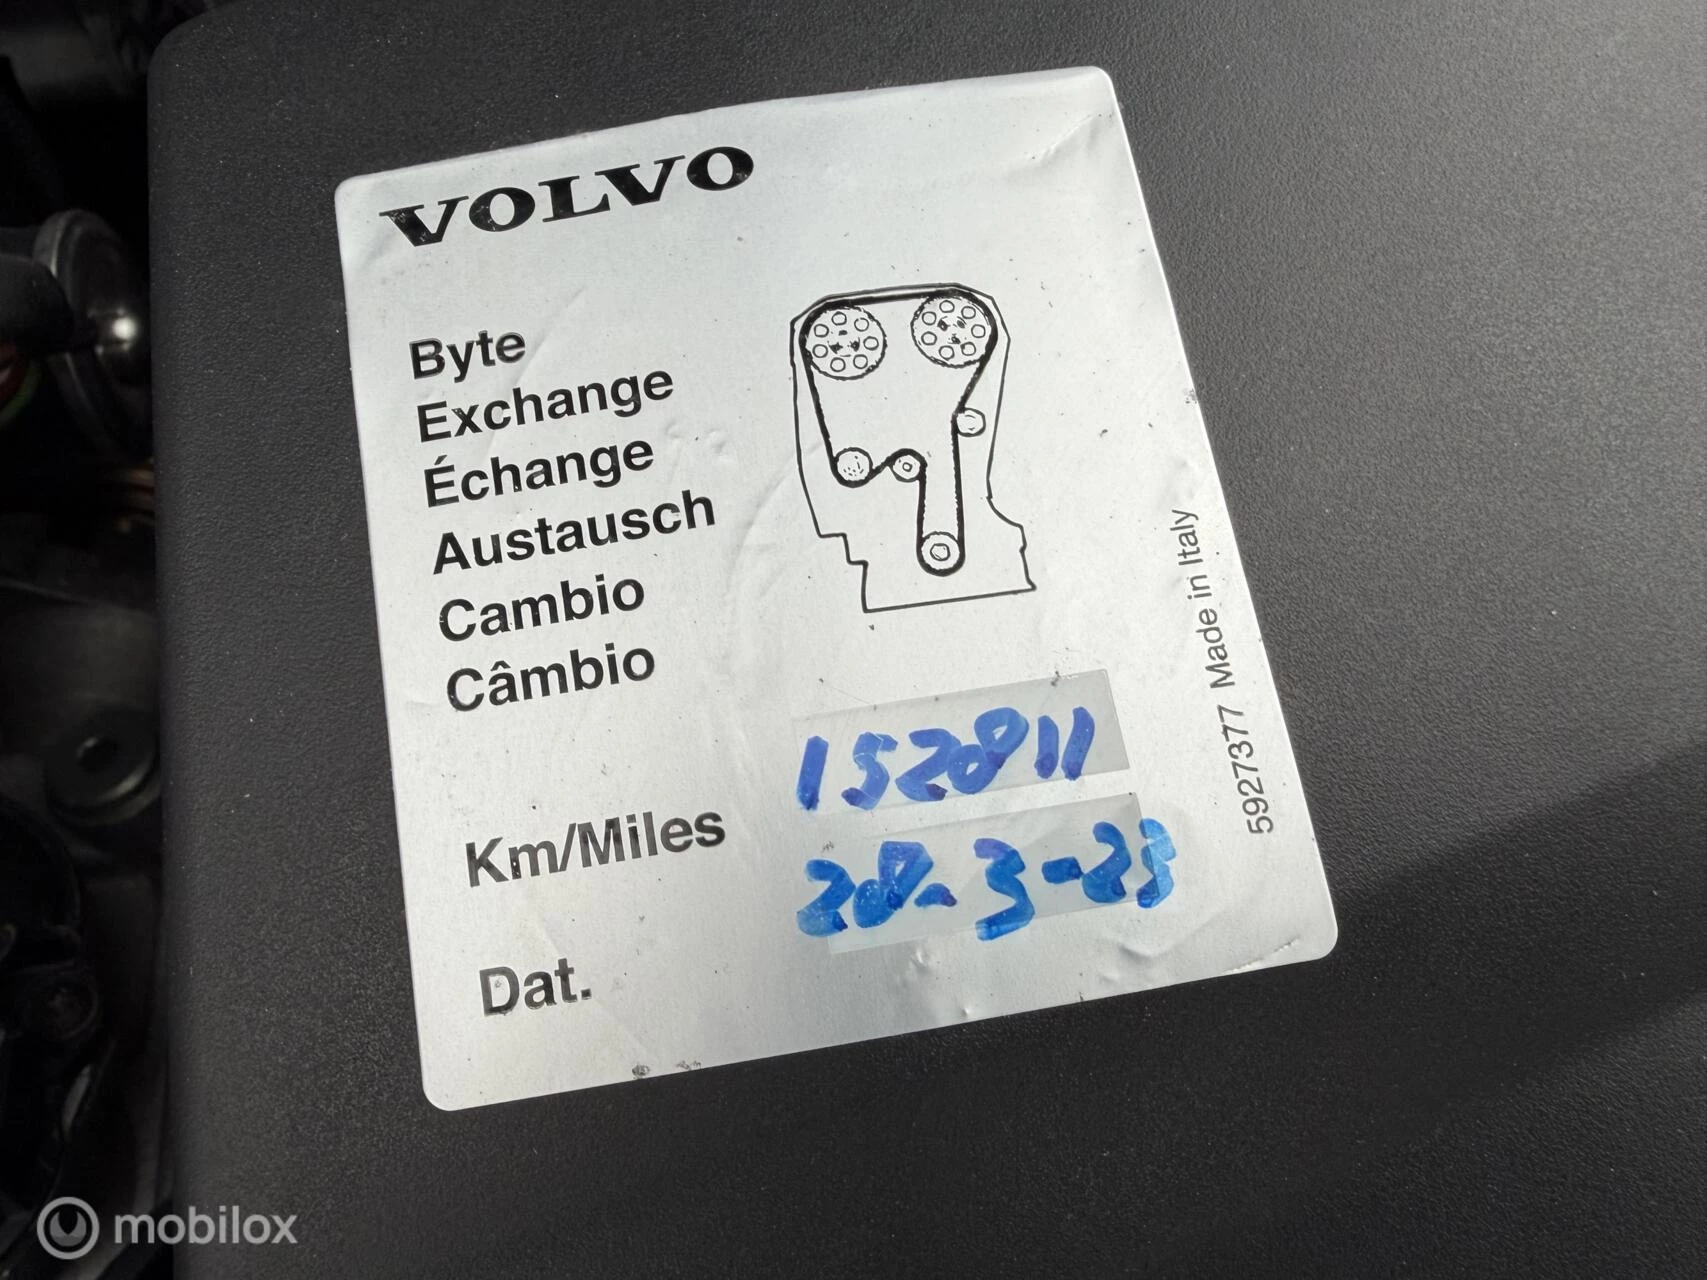 VOLVO
Byte
Exchange
Échange
Austausch
Cambio
Câmbio
Km/Miles 152811
Dat. 28-3-23
5927377 Made in Italy
mobilox